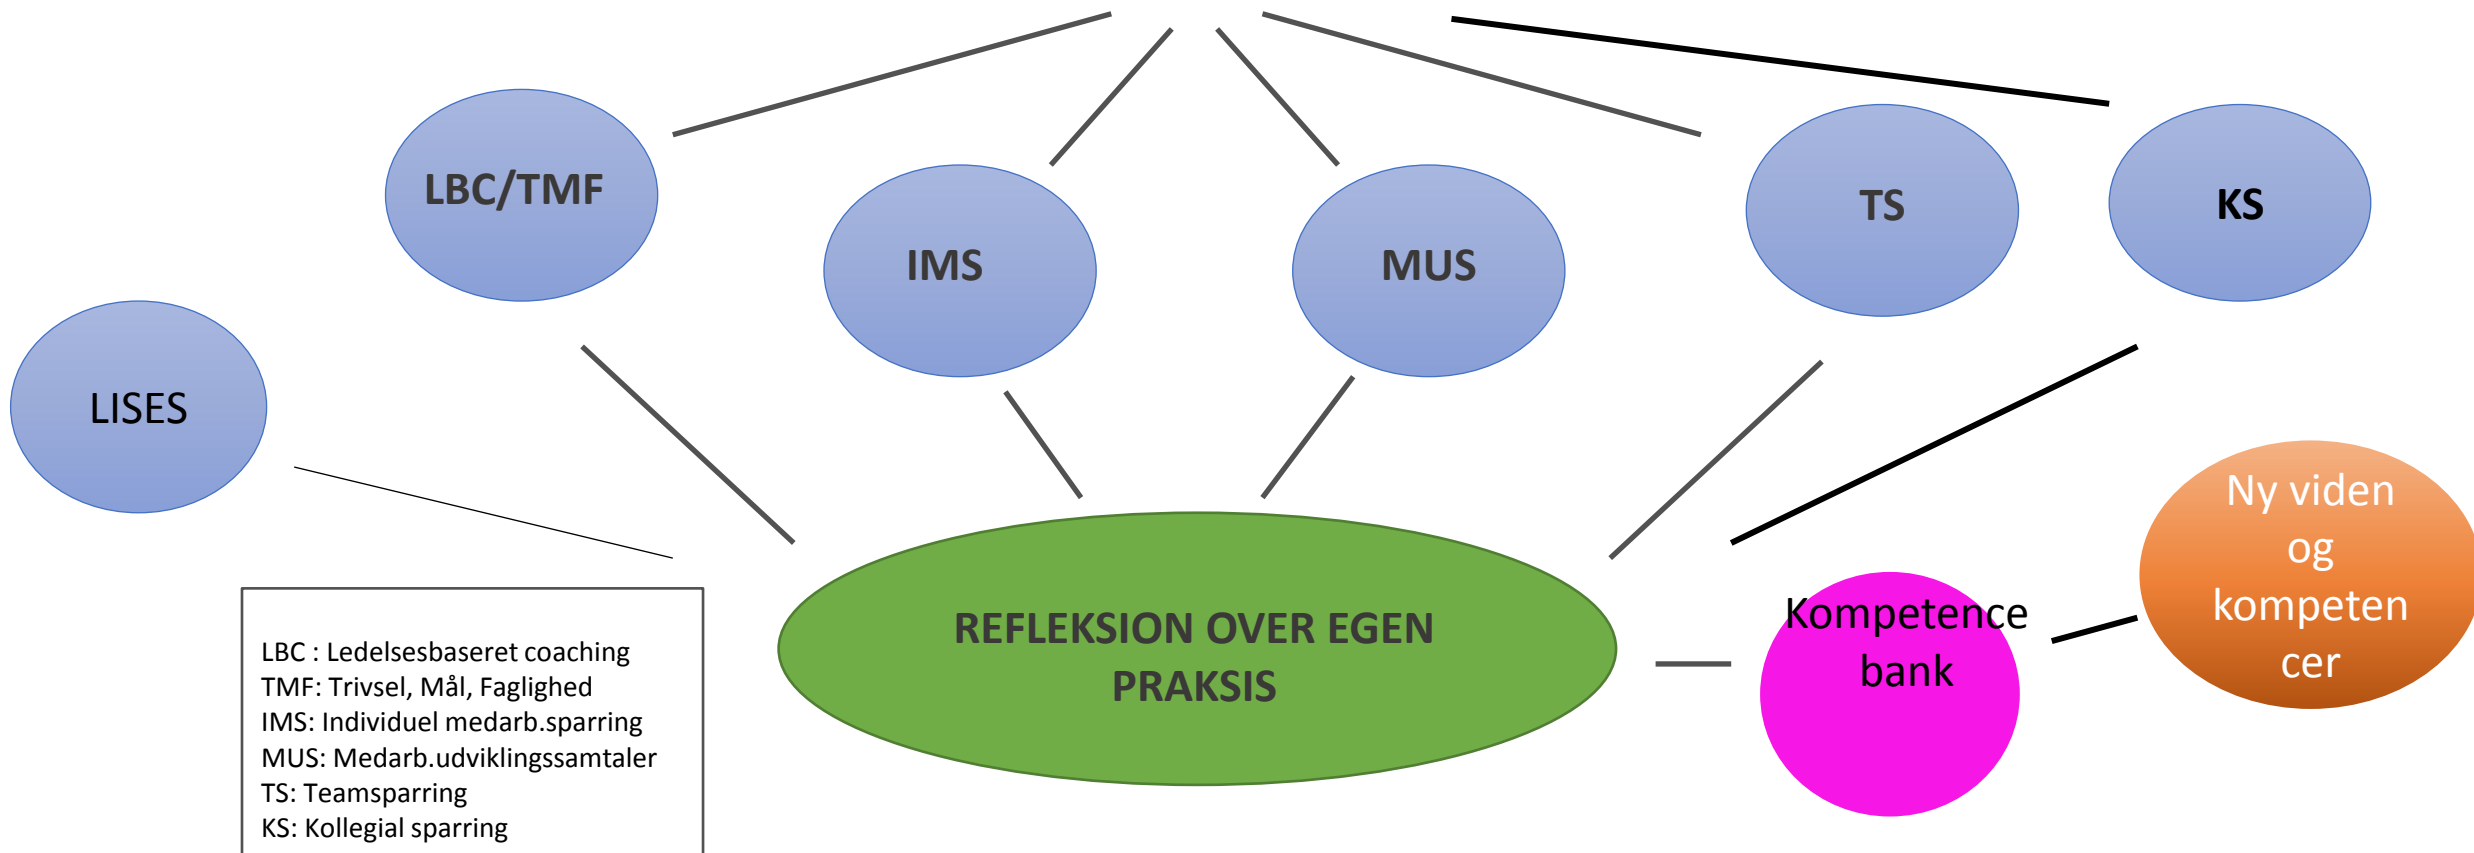 LBC/TMF
IMS
MUS
TS
KS
LISES
REFLEKSION OVER EGEN
PRAKSIS
Kompetence
bank
Ny viden
og
kompeten
cer
LBC : Ledelsesbaseret coaching
TMF: Trivsel, Mål, Faglighed
IMS: Individuel medarb.sparring
MUS: Medarb.udviklingssamtaler
TS: Teamsparring
KS: Kollegial sparring